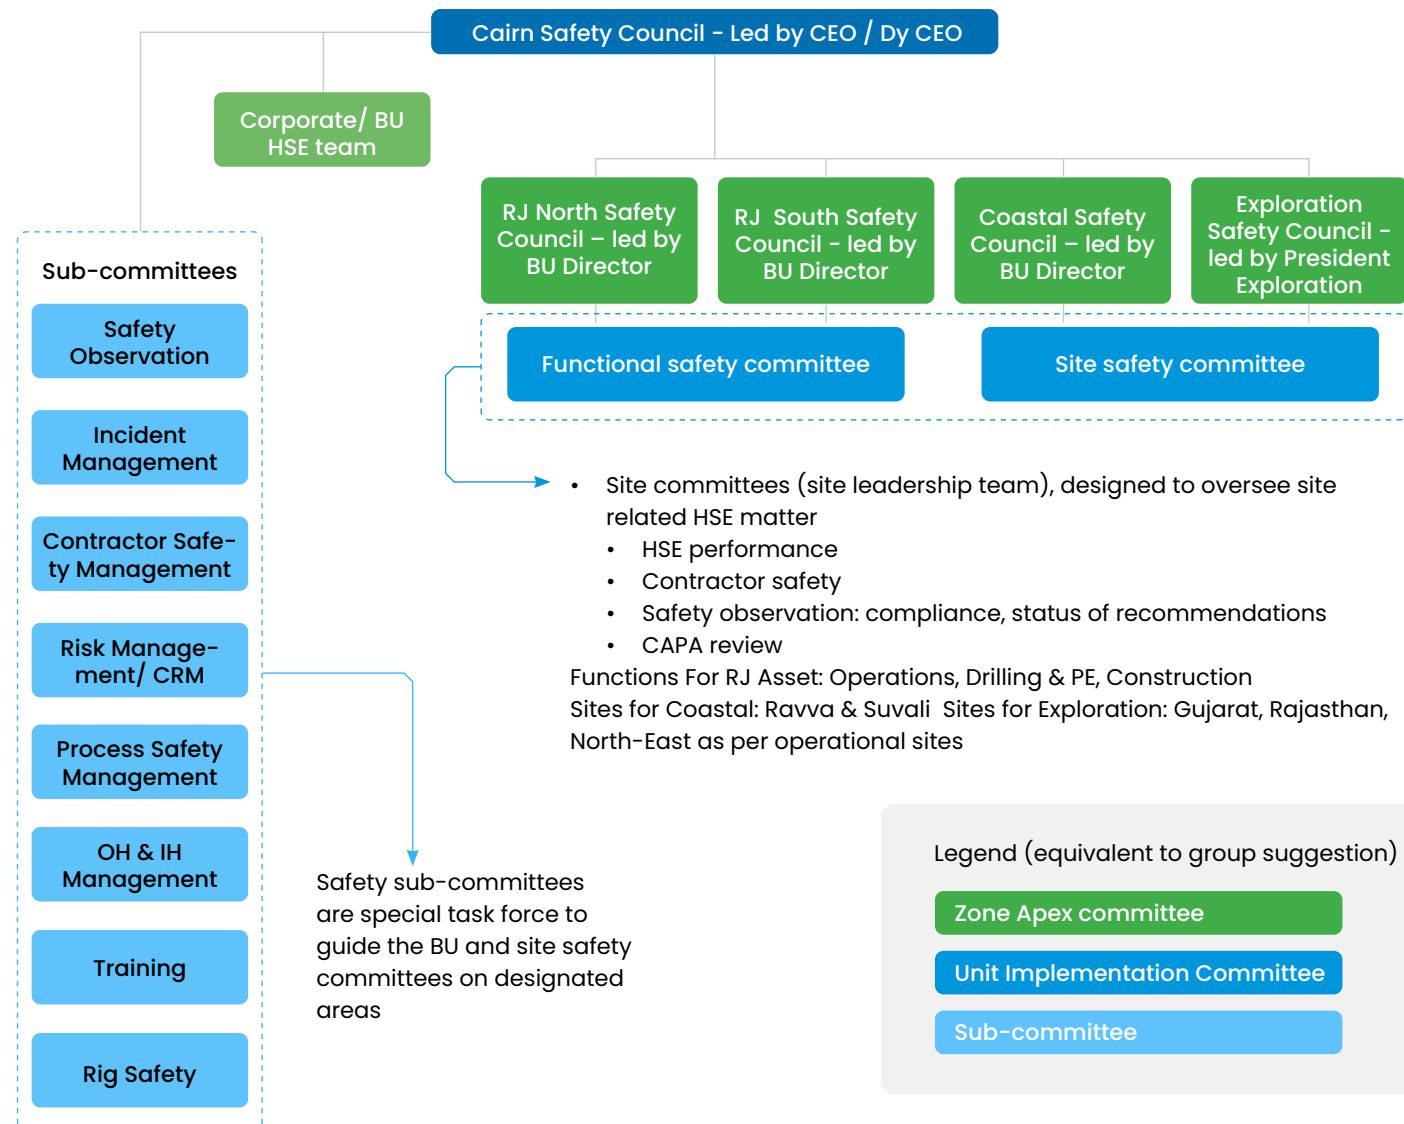 Cairn Safety Council - Led by CEO / Dy CEO
Corporate/ BU
HSE team
RJ North Safety
Council – led by
BU Director
RJ  South Safety
Council - led by
BU Director
Coastal Safety
Council – led by
BU Director
Exploration
Safety Council -
led by President
Exploration
Functional safety committee
Site safety committee
Sub-committees
Safety
Observation
Incident
Management
Contractor Safe-
ty Management
Risk Manage-
ment/ CRM
Process Safety
Management
OH & IH
Management
Training
Rig Safety
• Site committees (site leadership team), designed to oversee site
related HSE matter
• HSE performance
• Contractor safety
• Safety observation: compliance, status of recommendations
• CAPA review
Functions For RJ Asset: Operations, Drilling & PE, Construction
Sites for Coastal: Ravva & Suvali  Sites for Exploration: Gujarat, Rajasthan,
North-East as per operational sites
Safety sub-committees
are special task force to
guide the BU and site safety
committees on designated
areas
Legend (equivalent to group suggestion)
Zone Apex committee
Unit Implementation Committee
Sub-committee